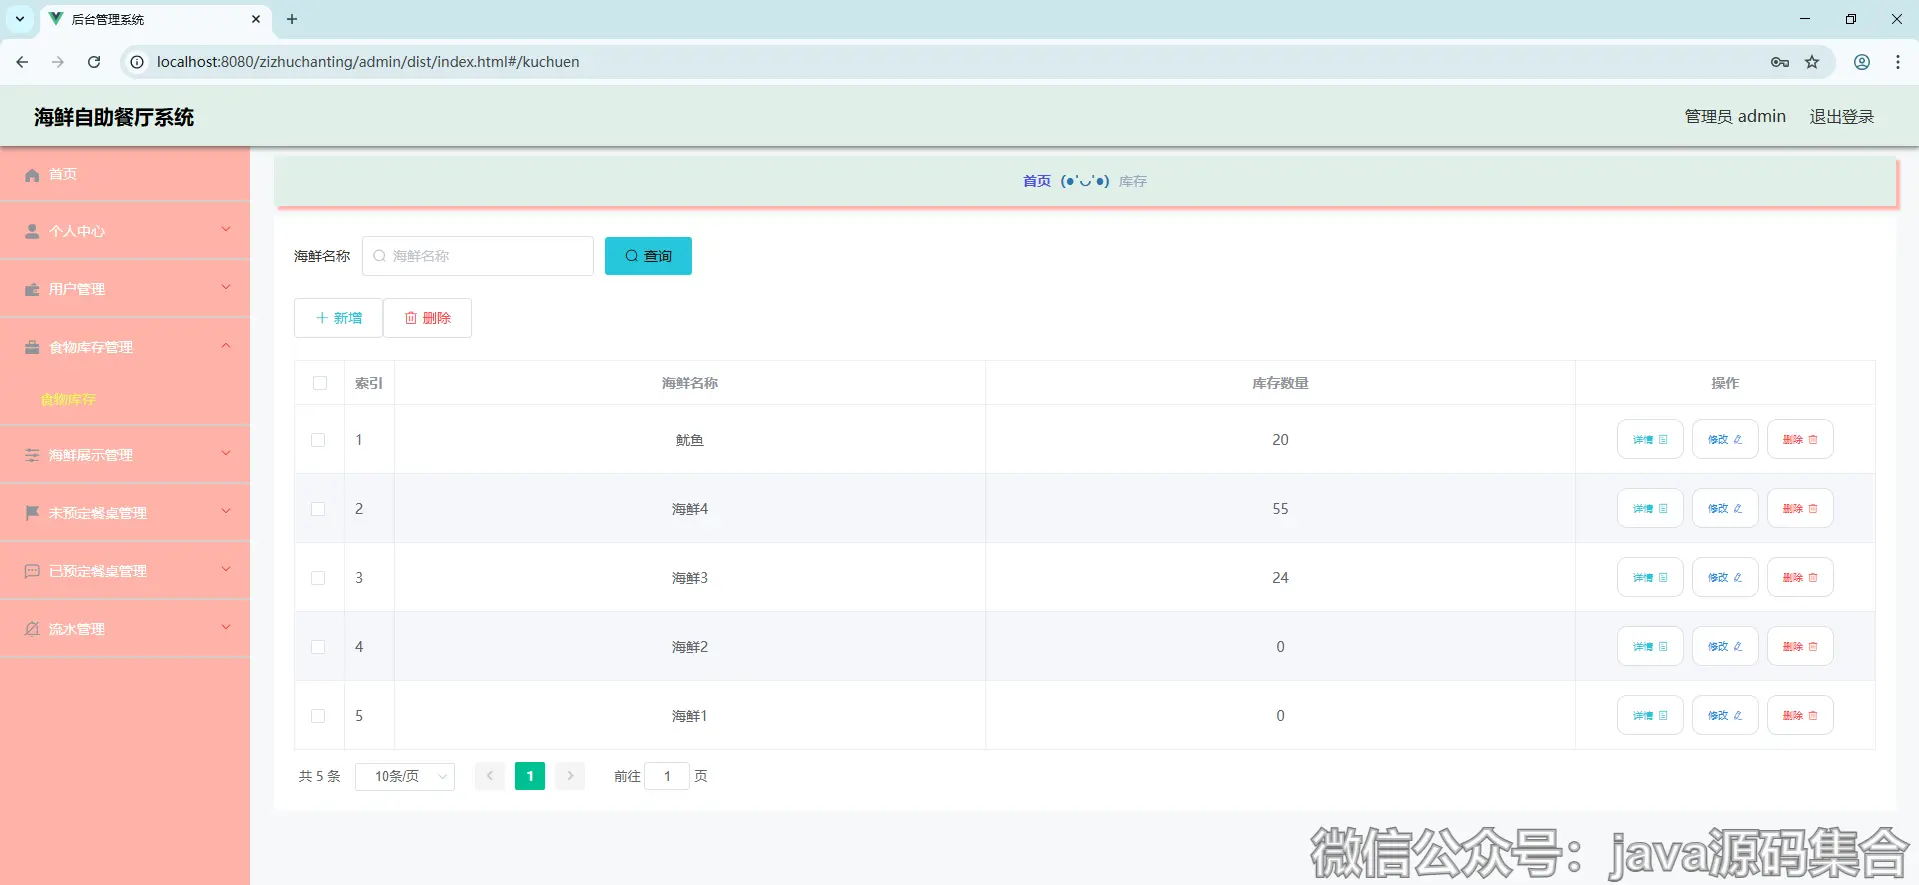 后台管理系统
localhost:8080/zizhuchanting/admin/dist/index.html#/kuchuen
海鲜自助餐厅系统
管理员 admin 退出登录
首页
个人中心
用户管理
食物库存管理
食物库存
海鲜展示管理
未预定餐桌管理
已预定餐桌管理
流水管理
首页 (●'◡'●) 库存
海鲜名称 海鲜名称 查询
新增 删除
索引 海鲜名称 库存数量 操作
1 鱿鱼 20 详情 修改 删除
2 海鲜4 55 详情 修改 删除
3 海鲜3 24 详情 修改 删除
4 海鲜2 0 详情 修改 删除
5 海鲜1 0 详情 修改 删除
共 5 条 10条/页 1 前往 1 页
微信公众号：java源码集合